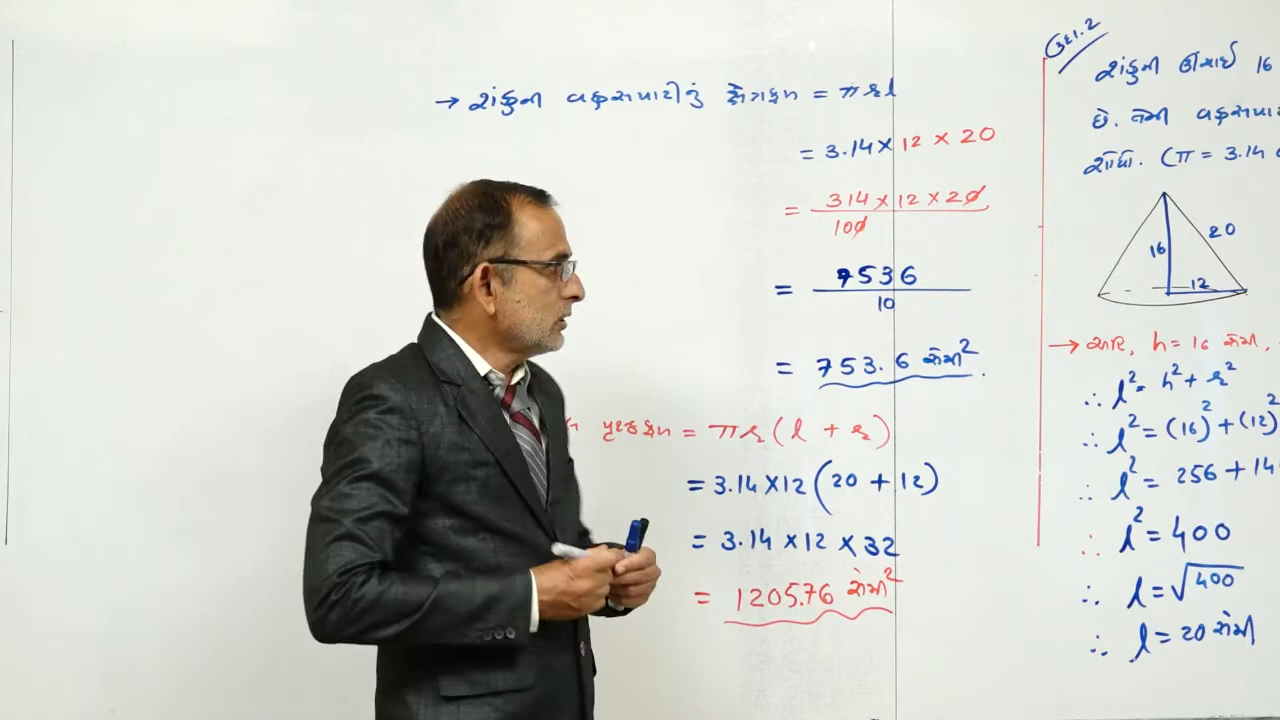 → શંકુની વક્રસપાટીનું ક્ષેત્રફળ = πrl
= 3.14 × 12 × 20
= 314 × 12 × 20
100
= 7536
10
= 753.6 સેમી².
પૃષ્ઠફળ = πr(l + r)
= 3.14 × 12 (20 + 12)
= 3.14 × 12 × 32
= 1205.76 સેમી²
ઉદા.2
શંકુની ઊંચાઈ 16
છે. તેની
શોધો. (π = 3.14
16
20
12
→ અહીં, h = 16 સેમી,
∴ l² = h² + r²
∴ l² = (16)² + (12)²
∴ l² = 256 + 14
∴ l² = 400
∴ l = √400
∴ l = 20 સેમી